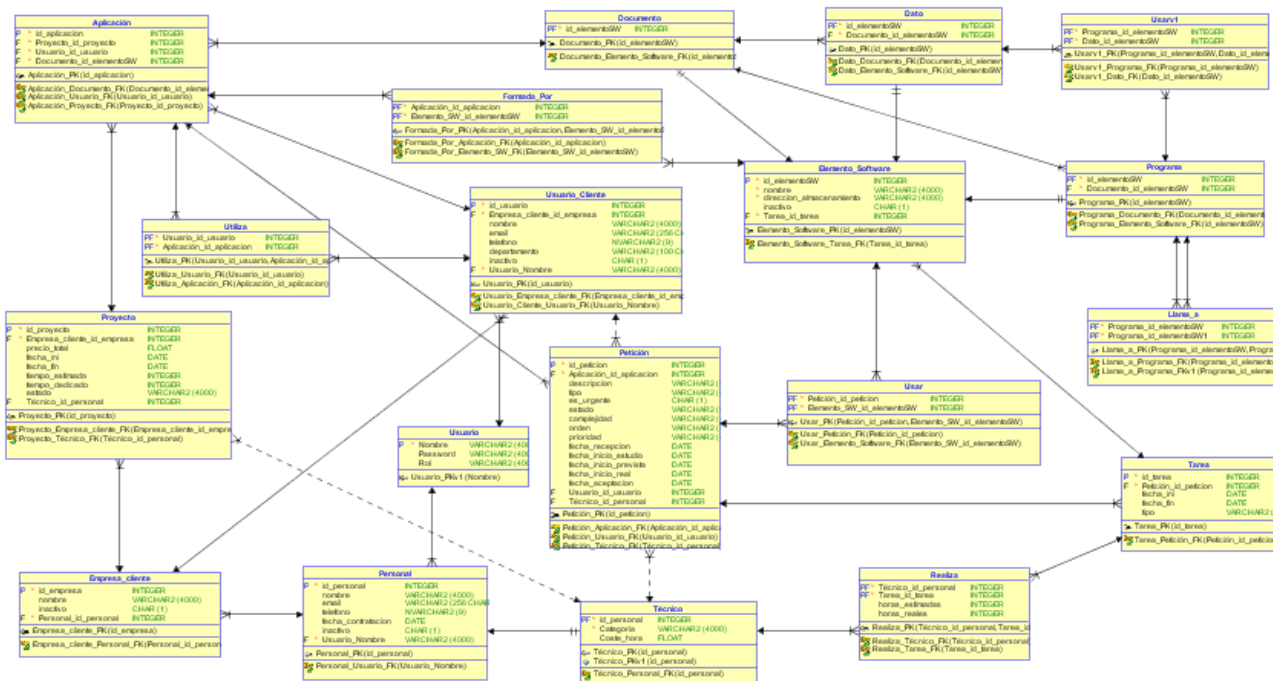 Aplicación
P * id_aplicacion INTEGER
F * Proyecto_id_proyecto INTEGER
F * Usuario_id_usuario INTEGER
F * Documento_id_elementoSW INTEGER
Aplicación_PK(id_aplicacion)
Aplicación_Documento_FK(Documento_id_eleme
Aplicación_Usuario_FK(Usuario_id_usuario)
Aplicación_Proyecto_FK(Proyecto_id_proyecto)
Documento
PF * id_elementoSW INTEGER
Documento_PK(id_elementoSW)
Documento_Elemento_Software_FK(id_element
Dato
PF * id_elementoSW INTEGER
F * Documento_id_elementoSW INTEGER
Dato_PK(id_elementoSW)
Dato_Documento_FK(Documento_id_elemen
Dato_Elemento_Software_FK(id_elementoSW)
Usarv1
PF * Programa_id_elementoSW INTEGER
PF * Dato_id_elementoSW INTEGER
Usarv1_PK(Programa_id_elementoSW, Dato_id_elem
Usarv1_Programa_FK(Programa_id_elementoSW)
Usarv1_Dato_FK(Dato_id_elementoSW)
Formada_Por
PF * Aplicación_id_aplicacion INTEGER
PF * Elemento_SW_id_elementoSW INTEGER
Formada_Por_PK(Aplicación_id_aplicacion,Elemento_SW_id_elemento
Formada_Por_Aplicación_FK(Aplicación_id_aplicacion)
Formada_Por_Elemento_SW_FK(Elemento_SW_id_elementoSW)
Elemento_Software
P * id_elementoSW INTEGER
* nombre VARCHAR2 (4000)
* direccion_almacenamiento VARCHAR2 (4000)
inactivo CHAR (1)
F * Tarea_id_tarea INTEGER
Elemento_Software_PK(id_elementoSW)
Elemento_Software_Tarea_FK(Tarea_id_tarea)
Programa
PF * id_elementoSW INTEGER
F * Documento_id_elementoSW INTEGER
Programa_PK(id_elementoSW)
Programa_Documento_FK(Documento_id_element
Programa_Elemento_Software_FK(id_elementoSW)
Usuario_Cliente
P * id_usuario INTEGER
F * Empresa_cliente_id_empresa INTEGER
nombre VARCHAR2 (4000)
email VARCHAR2 (256 C
telefono NVARCHAR2 (9)
departamento VARCHAR2 (100 C
inactivo CHAR (1)
F * Usuario_Nombre VARCHAR2 (4000)
Usuario_PK(id_usuario)
Usuario_Empresa_cliente_FK(Empresa_cliente_id_em
Usuario_Cliente_Usuario_FK(Usuario_Nombre)
Utiliza
PF * Usuario_id_usuario INTEGER
PF * Aplicación_id_aplicacion INTEGER
Utiliza_PK(Usuario_id_usuario,Aplicación_id_a
Utiliza_Usuario_FK(Usuario_id_usuario)
Utiliza_Aplicación_FK(Aplicación_id_aplicacion)
Proyecto
P * id_proyecto INTEGER
F * Empresa_cliente_id_empresa INTEGER
precio_total FLOAT
fecha_ini DATE
fecha_fin DATE
tiempo_estimado INTEGER
tiempo_dedicado INTEGER
estado VARCHAR2 (4000)
F Técnico_id_personal INTEGER
Proyecto_PK(id_proyecto)
Proyecto_Empresa_cliente_FK(Empresa_cliente_id_empre
Proyecto_Técnico_FK(Técnico_id_personal)
Llama_a
PF * Programa_id_elementoSW INTEGER
PF * Programa_id_elementoSW1 INTEGER
Llama_a_PK(Programa_id_elementoSW, Progra
Llama_a_Programa_FK(Programa_id_elemen
Llama_a_Programa_FKv1(Programa_id_eleme
Petición
P * id_peticion INTEGER
F * Aplicación_id_aplicacion INTEGER
descripcion VARCHAR2 (
tipo VARCHAR2 (
es_urgente CHAR (1)
estado VARCHAR2 (
complejidad VARCHAR2 (
orden VARCHAR2 (
prioridad VARCHAR2 (
fecha_recepcion DATE
fecha_inicio_estudio DATE
fecha_inicio_prevista DATE
fecha_inicio_real DATE
fecha_aceptacion DATE
F Usuario_id_usuario INTEGER
F Técnico_id_personal INTEGER
Petición_PK(id_peticion)
Petición_Aplicación_FK(Aplicación_id_aplic
Petición_Usuario_FK(Usuario_id_usuario)
Petición_Técnico_FK(Técnico_id_personal
Usar
PF * Petición_id_peticion INTEGER
PF * Elemento_SW_id_elementoSW INTEGER
Usar_PK(Petición_id_peticion,Elemento_SW_id_elementoSW)
Usar_Petición_FK(Petición_id_peticion)
Usar_Elemento_Software_FK(Elemento_SW_id_elementoSW)
Usuario
P * Nombre VARCHAR2 (40
Password VARCHAR2 (40
Rol VARCHAR2 (40
Usuario_PKv1 (Nombre)
Tarea
P * id_tarea INTEGER
F * Petición_id_peticion INTEGER
fecha_ini DATE
fecha_fin DATE
tipo VARCHAR2 (
Tarea_PK(id_tarea)
Tarea_Petición_FK(Petición_id_peticio
Empresa_cliente
P * id_empresa INTEGER
nombre VARCHAR2 (4000)
inactivo CHAR (1)
F * Personal_id_personal INTEGER
Empresa_cliente_PK(id_empresa)
Empresa_cliente_Personal_FK(Personal_id_person
Personal
P * id_personal INTEGER
nombre VARCHAR2 (4000)
email VARCHAR2 (256 CHAR
telefono NVARCHAR2 (9)
fecha_contratacion DATE
inactivo CHAR (1)
F * Usuario_Nombre VARCHAR2 (4000)
Personal_PK(id_personal)
Personal_Usuario_FK(Usuario_Nombre)
Técnico
PF * id_personal INTEGER
* Categoria VARCHAR2 (4000)
Coste_hora FLOAT
Técnico_PK(id_personal)
Técnico_PKv1 (id_personal)
Técnico_Personal_FK(id_personal)
Realiza
PF * Técnico_id_personal INTEGER
PF * Tarea_id_tarea INTEGER
horas_estimadas INTEGER
horas_reales INTEGER
Realiza_PK(Técnico_id_personal,Tarea_id
Realiza_Técnico_FK(Técnico_id_personal)
Realiza_Tarea_FK(Tarea_id_tarea)